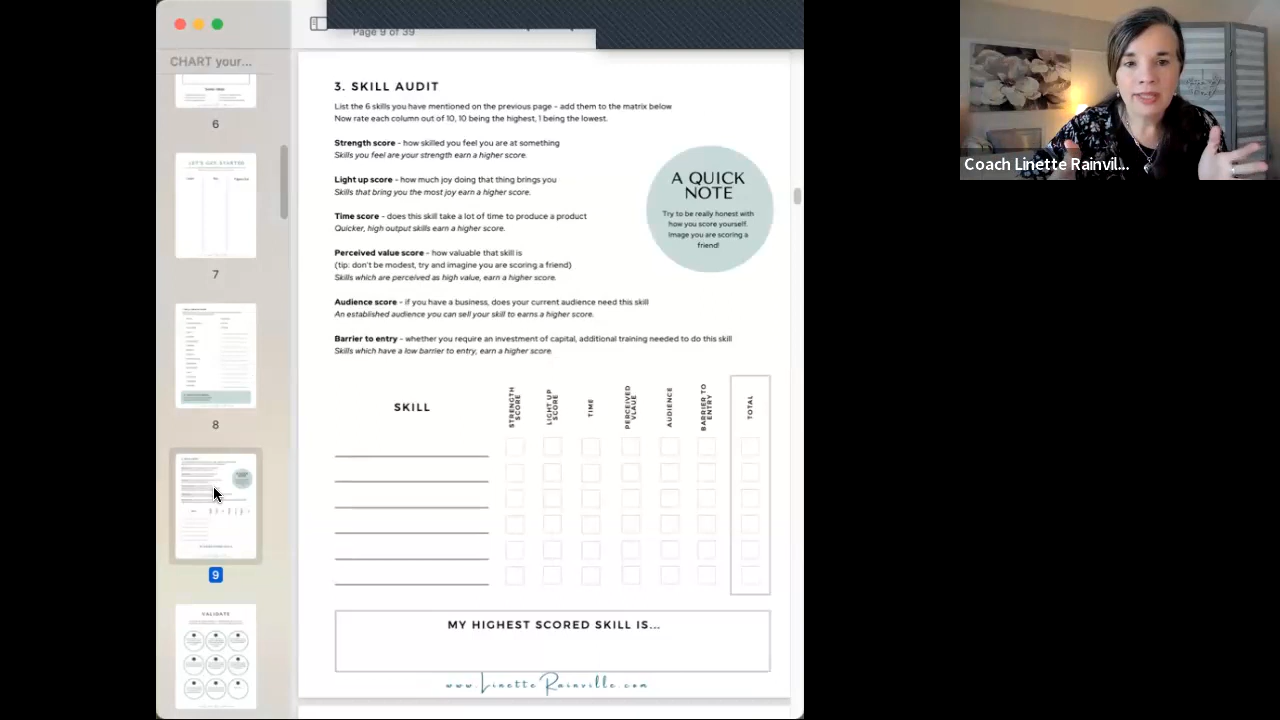 Page 9 of 39
CHART your...
6
7
8
9
LET'S GET STARTED
VALIDATE
3. SKILL AUDIT
List the 6 skills you have mentioned on the previous page - add them to the matrix below
Now rate each column out of 10, 10 being the highest, 1 being the lowest.
Strength score - how skilled you feel you are at something
Skills you feel are your strength earn a higher score.
Light up score - how much joy doing that thing brings you
Skills that bring you the most joy earn a higher score.
Time score - does this skill take a lot of time to produce a product
Quicker, high output skills earn a higher score.
Perceived value score - how valuable that skill is
(tip: don't be modest, try and imagine you are scoring a friend)
Skills which are perceived as high value, earn a higher score.
Audience score - if you have a business, does your current audience need this skill
An established audience you can sell your skill to earns a higher score.
Barrier to entry - whether you require an investment of capital, additional training needed to do this skill
Skills which have a low barrier to entry, earn a higher score.
A QUICK
NOTE
Try to be really honest with
how you score yourself.
Image you are scoring a
friend!
SKILL
STRENGTH
SCORE
LIGHT UP
SCORE
TIME
PERCEIVED
VLAUE
AUDIENCE
BARRIER TO
ENTRY
TOTAL
MY HIGHEST SCORED SKILL IS...
www.LinetteRainville.com
Coach Linette Rainvil...